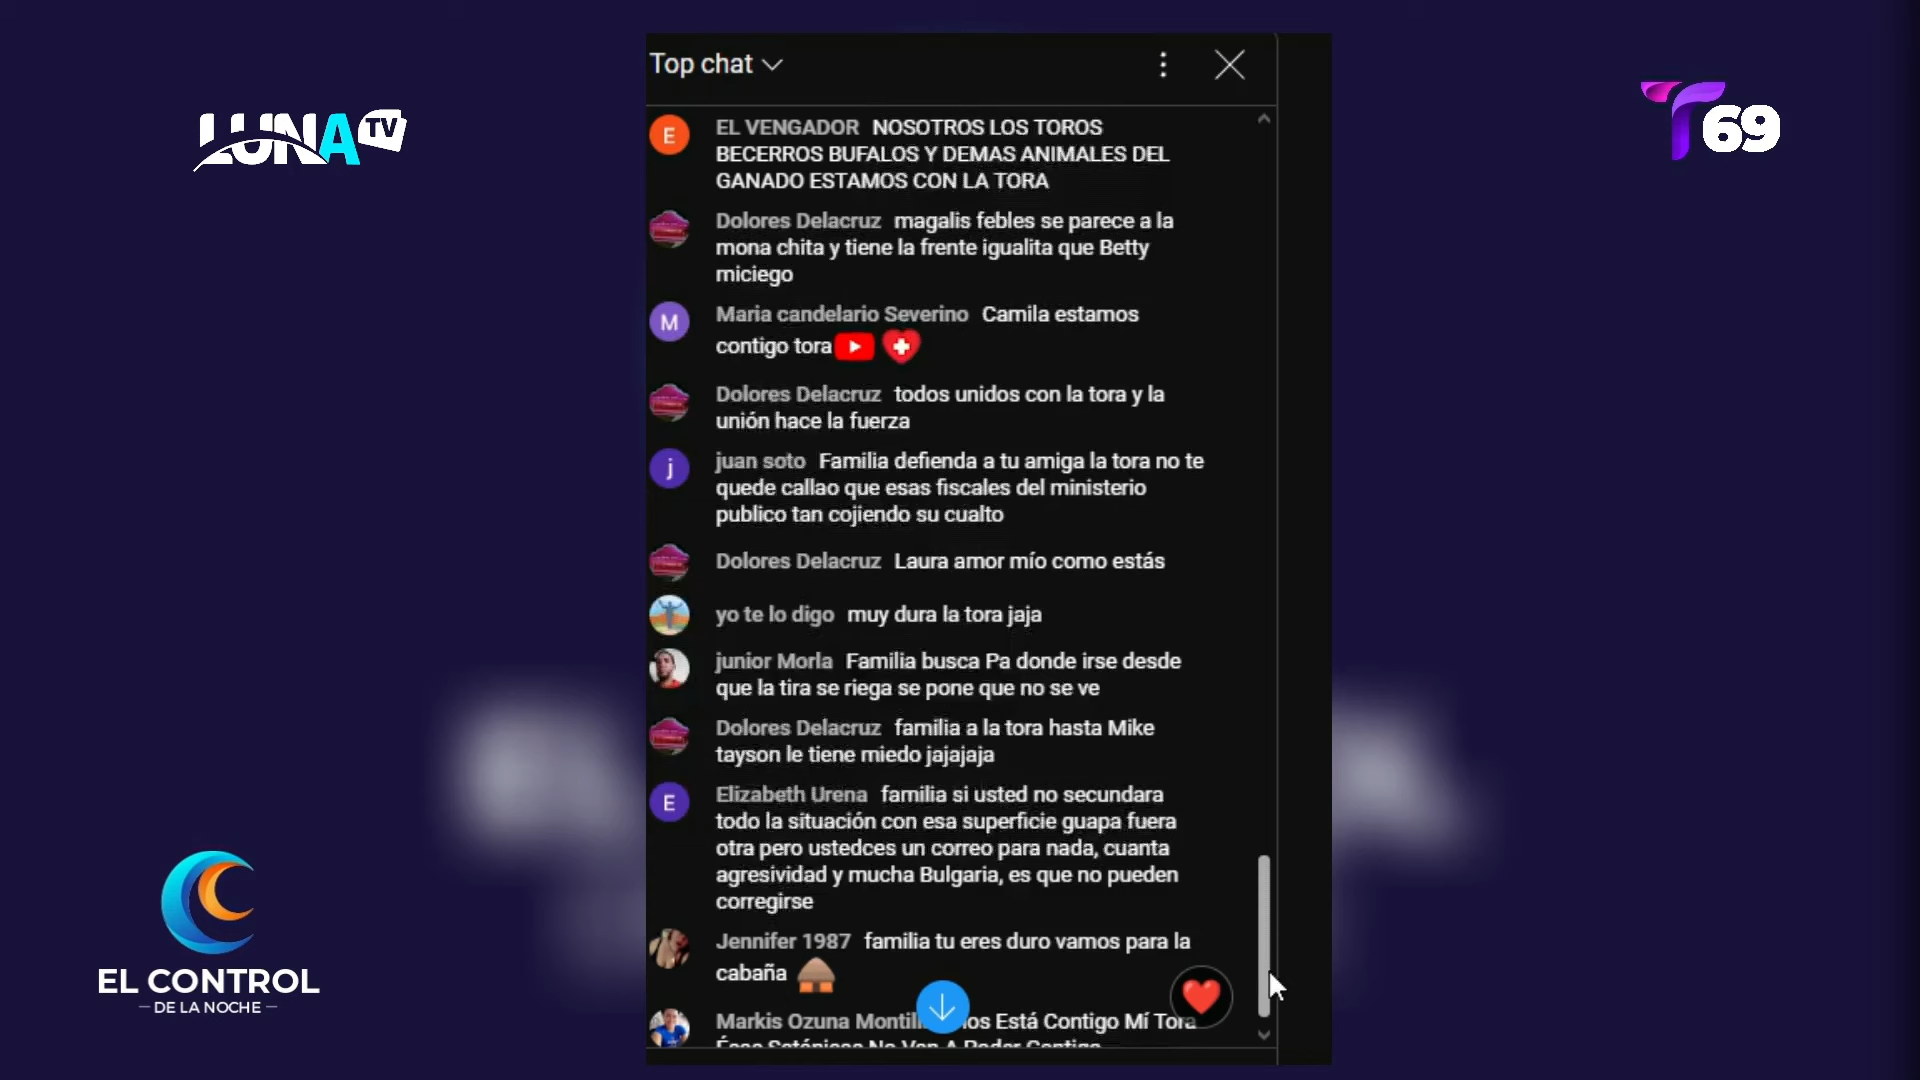 Top chat
LUNA TV
T69
E
EL VENGADOR NOSOTROS LOS TOROS
BECERROS BUFALOS Y DEMAS ANIMALES DEL
GANADO ESTAMOS CON LA TORA
Dolores Delacruz magalis febles se parece a la
mona chita y tiene la frente igualita que Betty
miciego
M
Maria candelario Severino Camila estamos
contigo tora
Dolores Delacruz todos unidos con la tora y la
unión hace la fuerza
j
juan soto Familia defienda a tu amiga la tora no te
quede callao que esas fiscales del ministerio
publico tan cojiendo su cualto
Dolores Delacruz Laura amor mío como estás
yo te lo digo muy dura la tora jaja
junior Morla Familia busca Pa donde irse desde
que la tira se riega se pone que no se ve
Dolores Delacruz familia a la tora hasta Mike
tayson le tiene miedo jajajaja
E
Elizabeth Urena familia si usted no secundara
todo la situación con esa superficie guapa fuera
otra pero ustedces un correo para nada, cuanta
agresividad y mucha Bulgaria, es que no pueden
corregirse
Jennifer 1987 familia tu eres duro vamos para la
cabaña
Markis Ozuna Está Contigo Mí Tora
EL CONTROL
DE LA NOCHE